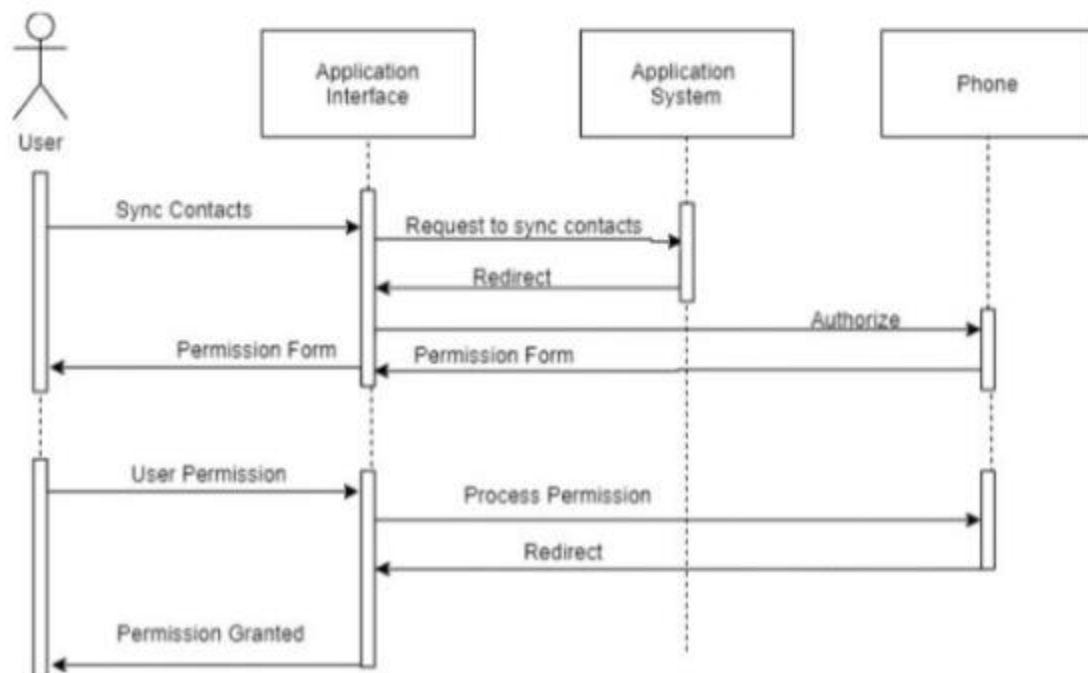 Application
Interface
Application
System
Phone
User
Sync Contacts
Request to sync contacts
Redirect
Authorize
Permission Form
Permission Form
User Permission
Process Permission
Redirect
Permission Granted